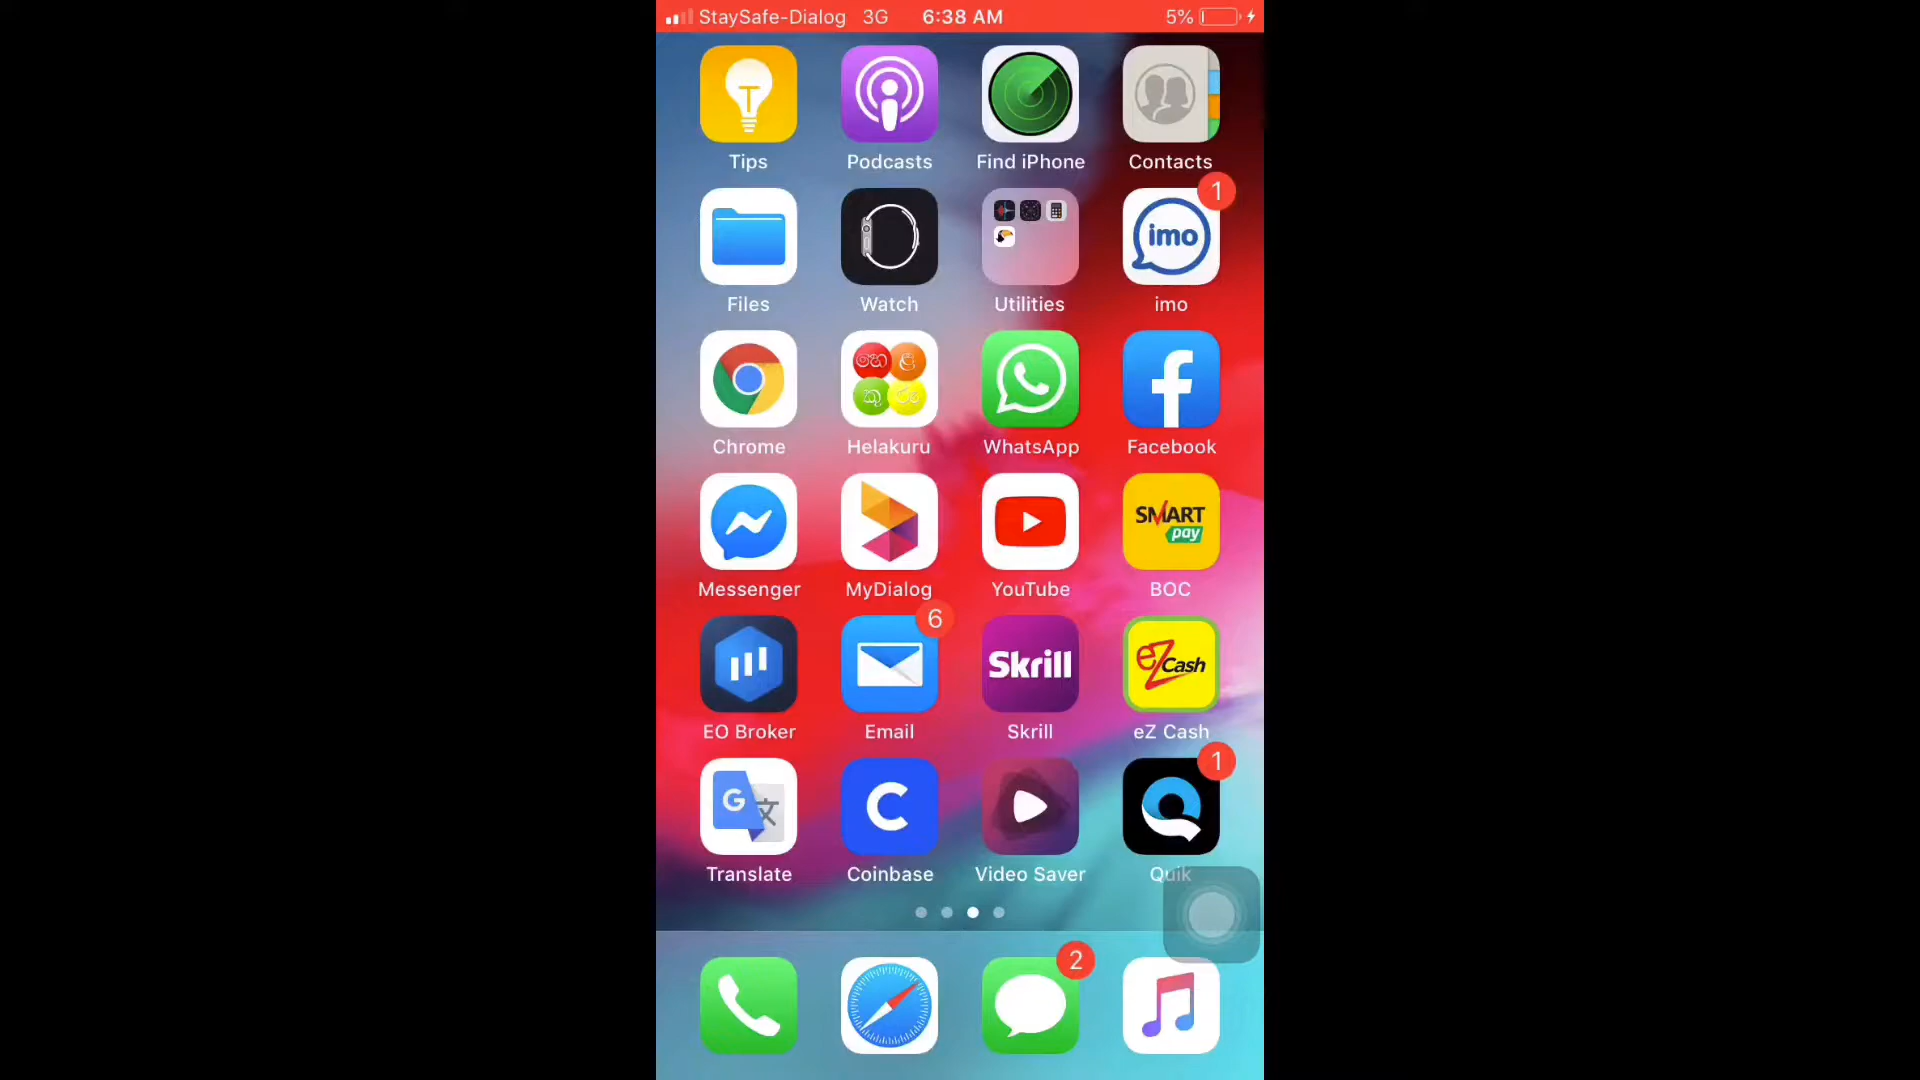 StaySafe-Dialog 3G 6:38 AM 5%
Tips Podcasts Find iPhone Contacts
1
imo
Files Watch Utilities imo
හෙ ළ
කු රු
Chrome Helakuru WhatsApp Facebook
SMART
pay
Messenger MyDialog YouTube BOC
6
Skrill eZ Cash
EO Broker Email Skrill eZ Cash
1
G 文
C
Translate Coinbase Video Saver Quik
2